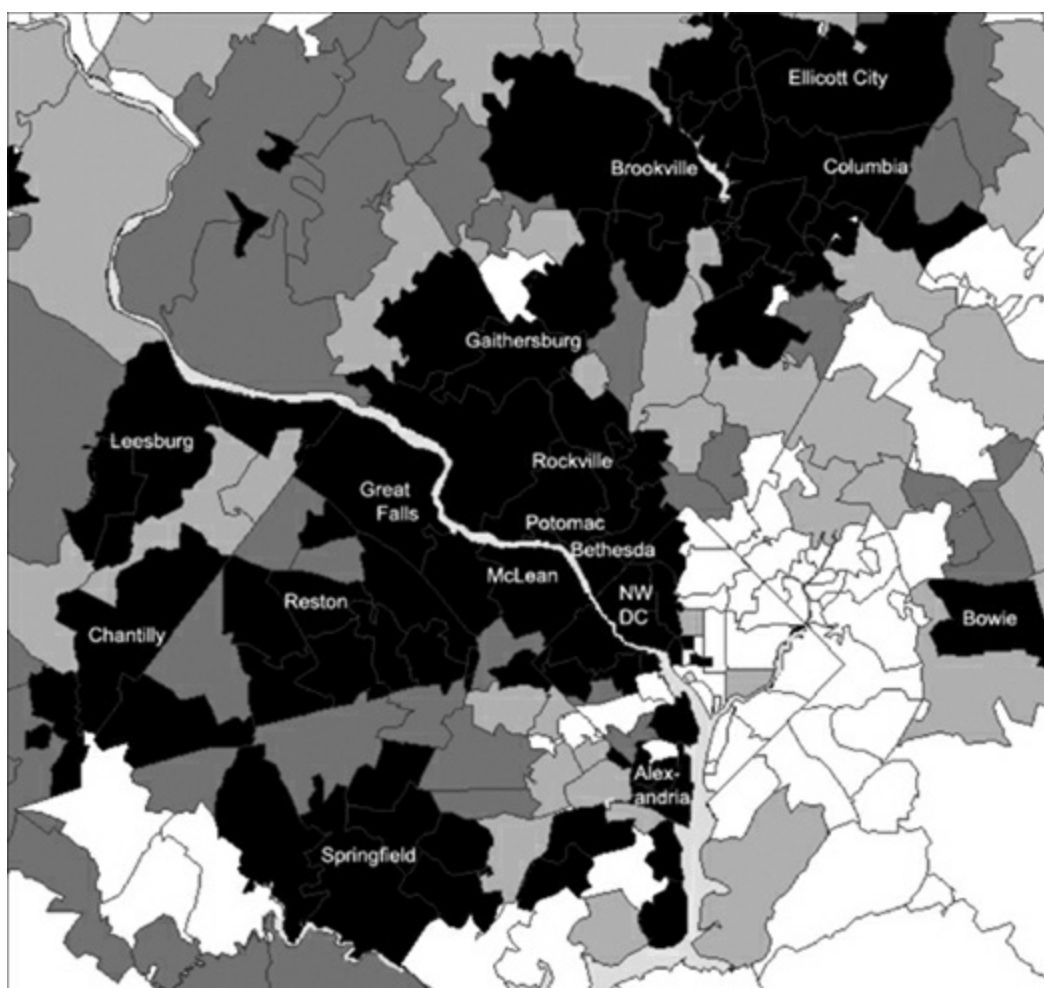 Ellicott City
Brookville
Columbia
Gaithersburg
Leesburg
Rockville
Great
Falls
Potomac
Bethesda
McLean
NW
DC
Reston
Chantilly
Bowie
Alex-
andria
Springfield